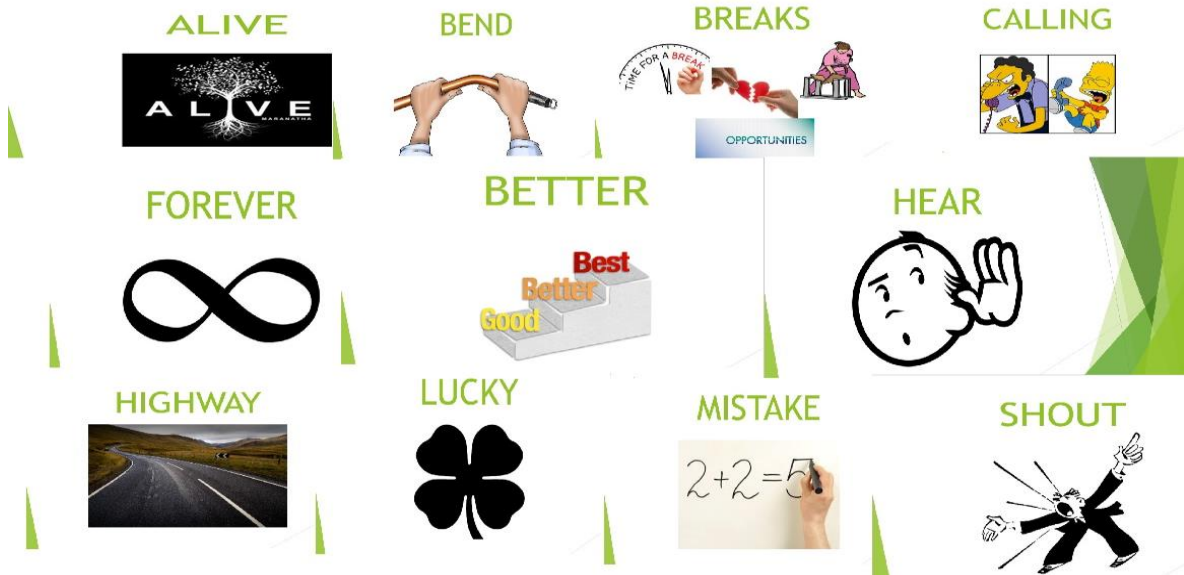 ALIVE
ALIVE
MARANATHA
BEND
BREAKS
TIME FOR A BREAK
OPPORTUNITIES
CALLING
FOREVER
BETTER
Best
Better
Good
HEAR
HIGHWAY
LUCKY
MISTAKE
2+2=5
SHOUT